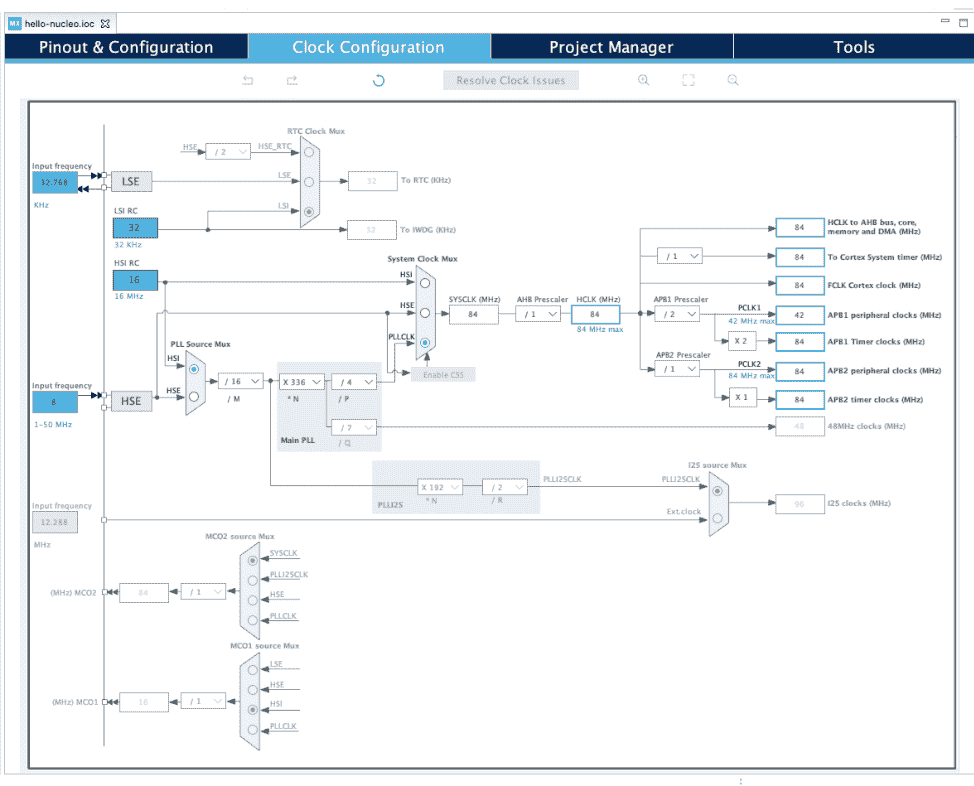 MX hello-nucleo.ioc
Pinout & Configuration
Clock Configuration
Project Manager
Tools
Resolve Clock Issues
RTC Clock Mux
HSE
/ 2
HSE_RTC
Input frequency
32.768
KHz
LSE
LSE
32
To RTC (KHz)
LSI RC
32
32 KHz
LSI
32
To IWDG (KHz)
HSI RC
16
16 MHz
System Clock Mux
HSI
HSE
PLLCLK
Enable CSS
SYSCLK (MHz)
84
AHB Prescaler
/ 1
HCLK (MHz)
84
84 MHz max
84
HCLK to AHB bus, core,
memory and DMA (MHz)
/ 1
84
To Cortex System timer (MHz)
84
FCLK Cortex clock (MHz)
APB1 Prescaler
/ 2
PCLK1
42 MHz max
42
APB1 peripheral clocks (MHz)
X 2
84
APB1 Timer clocks (MHz)
APB2 Prescaler
/ 1
PCLK2
84 MHz max
84
APB2 peripheral clocks (MHz)
X 1
84
APB2 timer clocks (MHz)
PLL Source Mux
HSI
HSE
Input frequency
8
1-50 MHz
HSE
/ 16
/ M
X 336
* N
/ 4
/ P
/ 7
/ Q
Main PLL
48
48MHz clocks (MHz)
X 192
* N
/ 2
/ R
PLLI2S
PLLI2SCLK
I2S source Mux
PLLI2SCLK
Ext.clock
96
I2S clocks (MHz)
Input frequency
12.288
MHz
MCO2 source Mux
SYSCLK
PLLI2SCLK
HSE
PLLCLK
(MHz) MCO2
84
/ 1
MCO1 source Mux
LSE
HSE
HSI
PLLCLK
(MHz) MCO1
16
/ 1